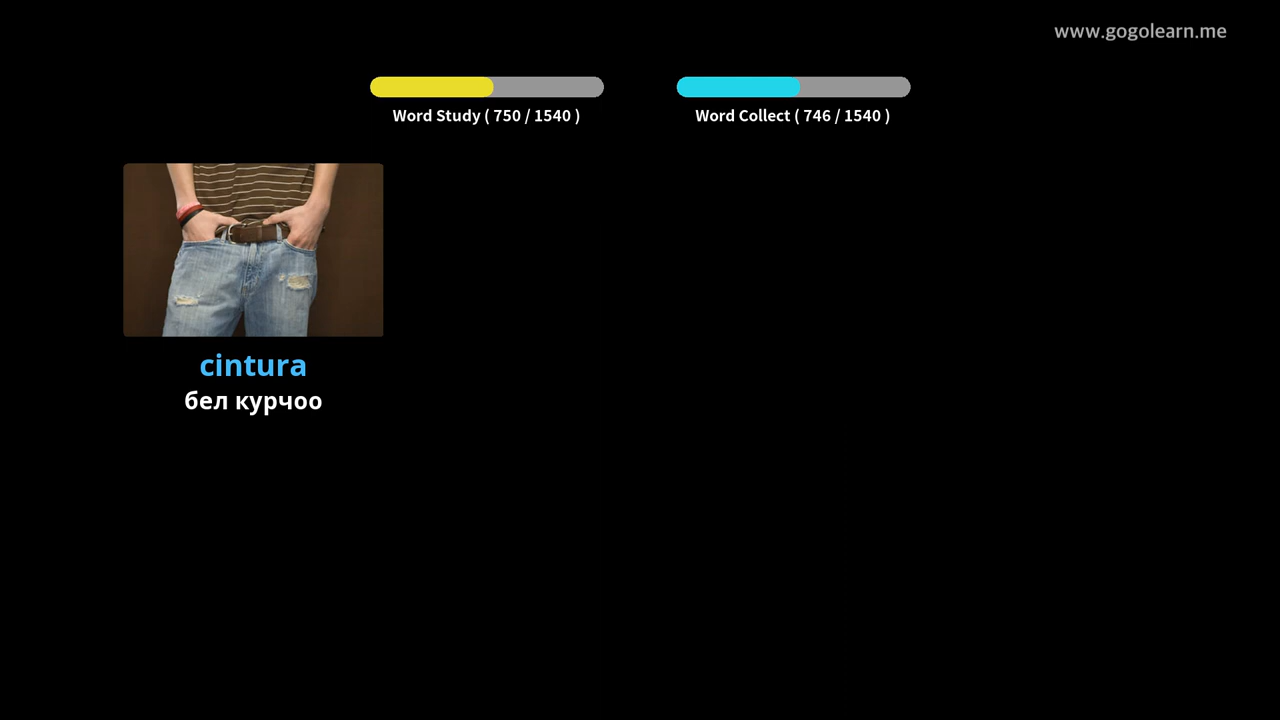 www.gogolearn.me
Word Study ( 750 / 1540 )
Word Collect ( 746 / 1540 )
cintura
бел курчоо